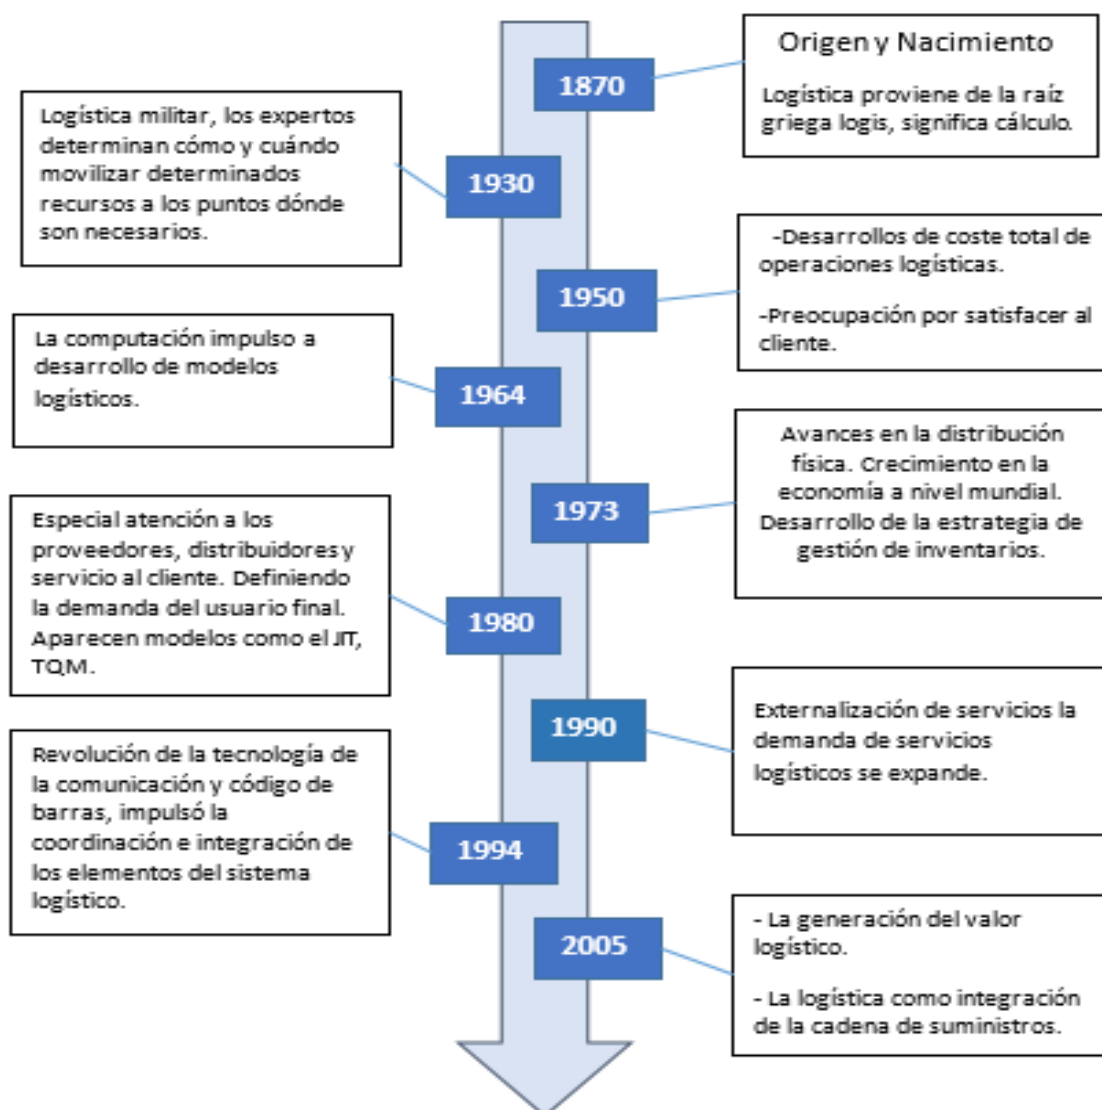 1870
Origen y Nacimiento
Logística proviene de la raíz
griega logis, significa cálculo.
1930
Logística militar, los expertos
determinan cómo y cuándo
movilizar determinados
recursos a los puntos dónde
son necesarios.
1950
-Desarrollos de coste total de
operaciones logísticas.
-Preocupación por satisfacer al
cliente.
1964
La computación impulso a
desarrollo de modelos
logísticos.
1973
Avances en la distribución
física. Crecimiento en la
economía a nivel mundial.
Desarrollo de la estrategia de
gestión de inventarios.
1980
Especial atención a los
proveedores, distribuidores y
servicio al cliente. Definiendo
la demanda del usuario final.
Aparecen modelos como el JIT,
TQM.
1990
Externalización de servicios la
demanda de servicios
logísticos se expande.
1994
Revolución de la tecnología de
la comunicación y código de
barras, impulsó la
coordinación e integración de
los elementos del sistema
logístico.
2005
- La generación del valor
logístico.
- La logística como integración
de la cadena de suministros.